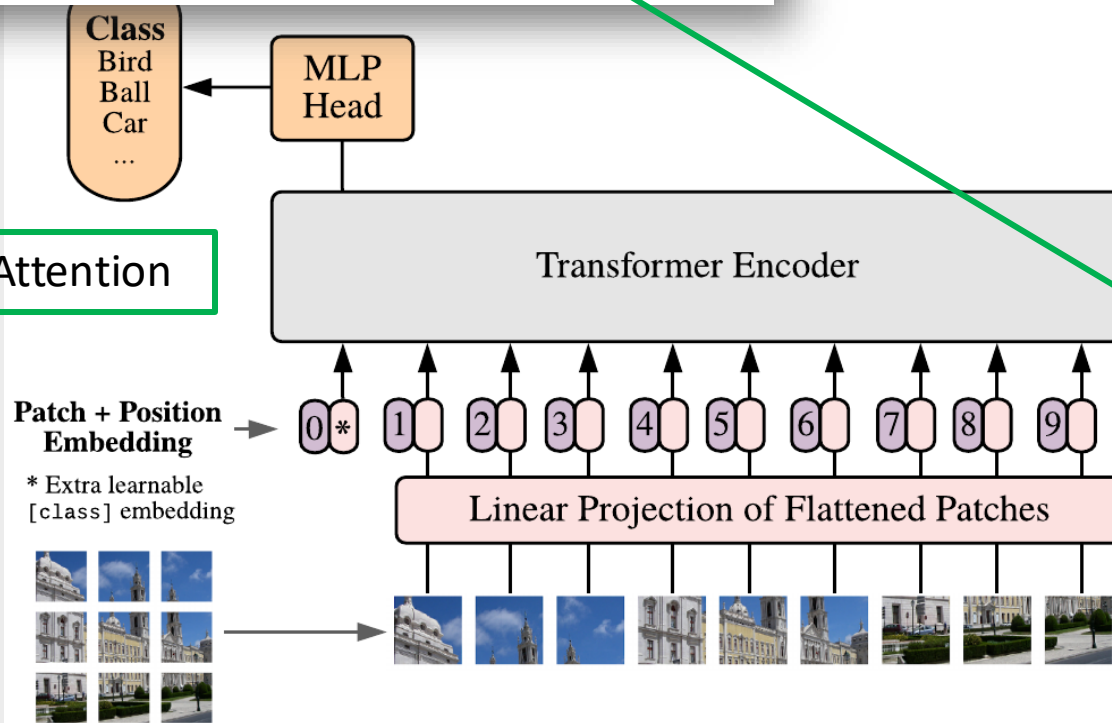 Class
Bird
Ball
Car
...
MLP
Head
Transformer Encoder
Attention
Patch + Position
Embedding
0 * 1 2 3 4 5 6 7 8 9
* Extra learnable
[class] embedding
Linear Projection of Flattened Patches